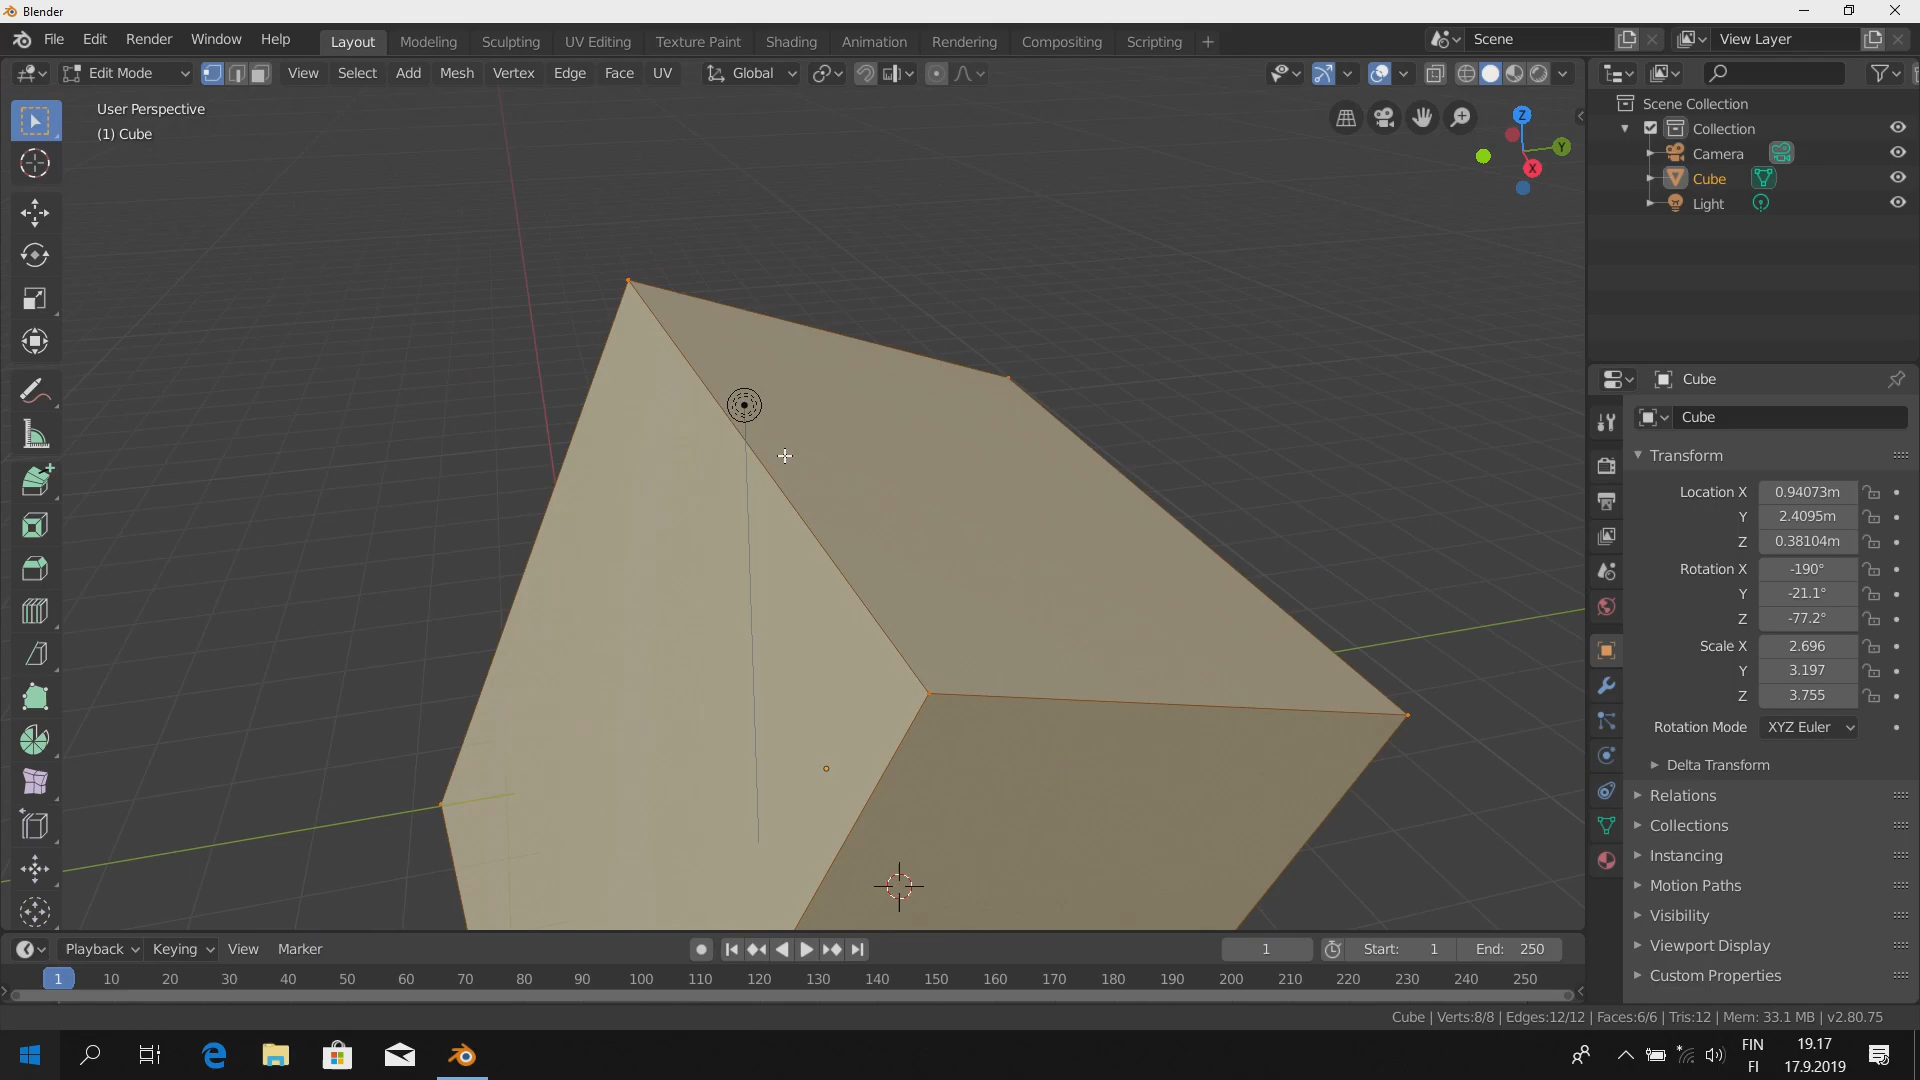 Blender
File Edit Render Window Help Layout Modeling Sculpting UV Editing Texture Paint Shading Animation Rendering Compositing Scripting + Scene View Layer
Edit Mode View Select Add Mesh Vertex Edge Face UV Global
User Perspective
(1) Cube
Z
Y
X
Scene Collection
Collection
Camera
Cube
Light
Cube
Cube
Transform
Location X 0.94073m
Y 2.4095m
Z 0.38104m
Rotation X -190°
Y -21.1°
Z -77.2°
Scale X 2.696
Y 3.197
Z 3.755
Rotation Mode XYZ Euler
Delta Transform
Relations
Collections
Instancing
Motion Paths
Visibility
Viewport Display
Custom Properties
Playback Keying View Marker 1 Start: 1 End: 250
1 10 20 30 40 50 60 70 80 90 100 110 120 130 140 150 160 170 180 190 200 210 220 230 240 250
Cube | Verts:8/8 | Edges:12/12 | Faces:6/6 | Tris:12 | Mem: 33.1 MB | v2.80.75
FIN 19.17
FI 17.9.2019